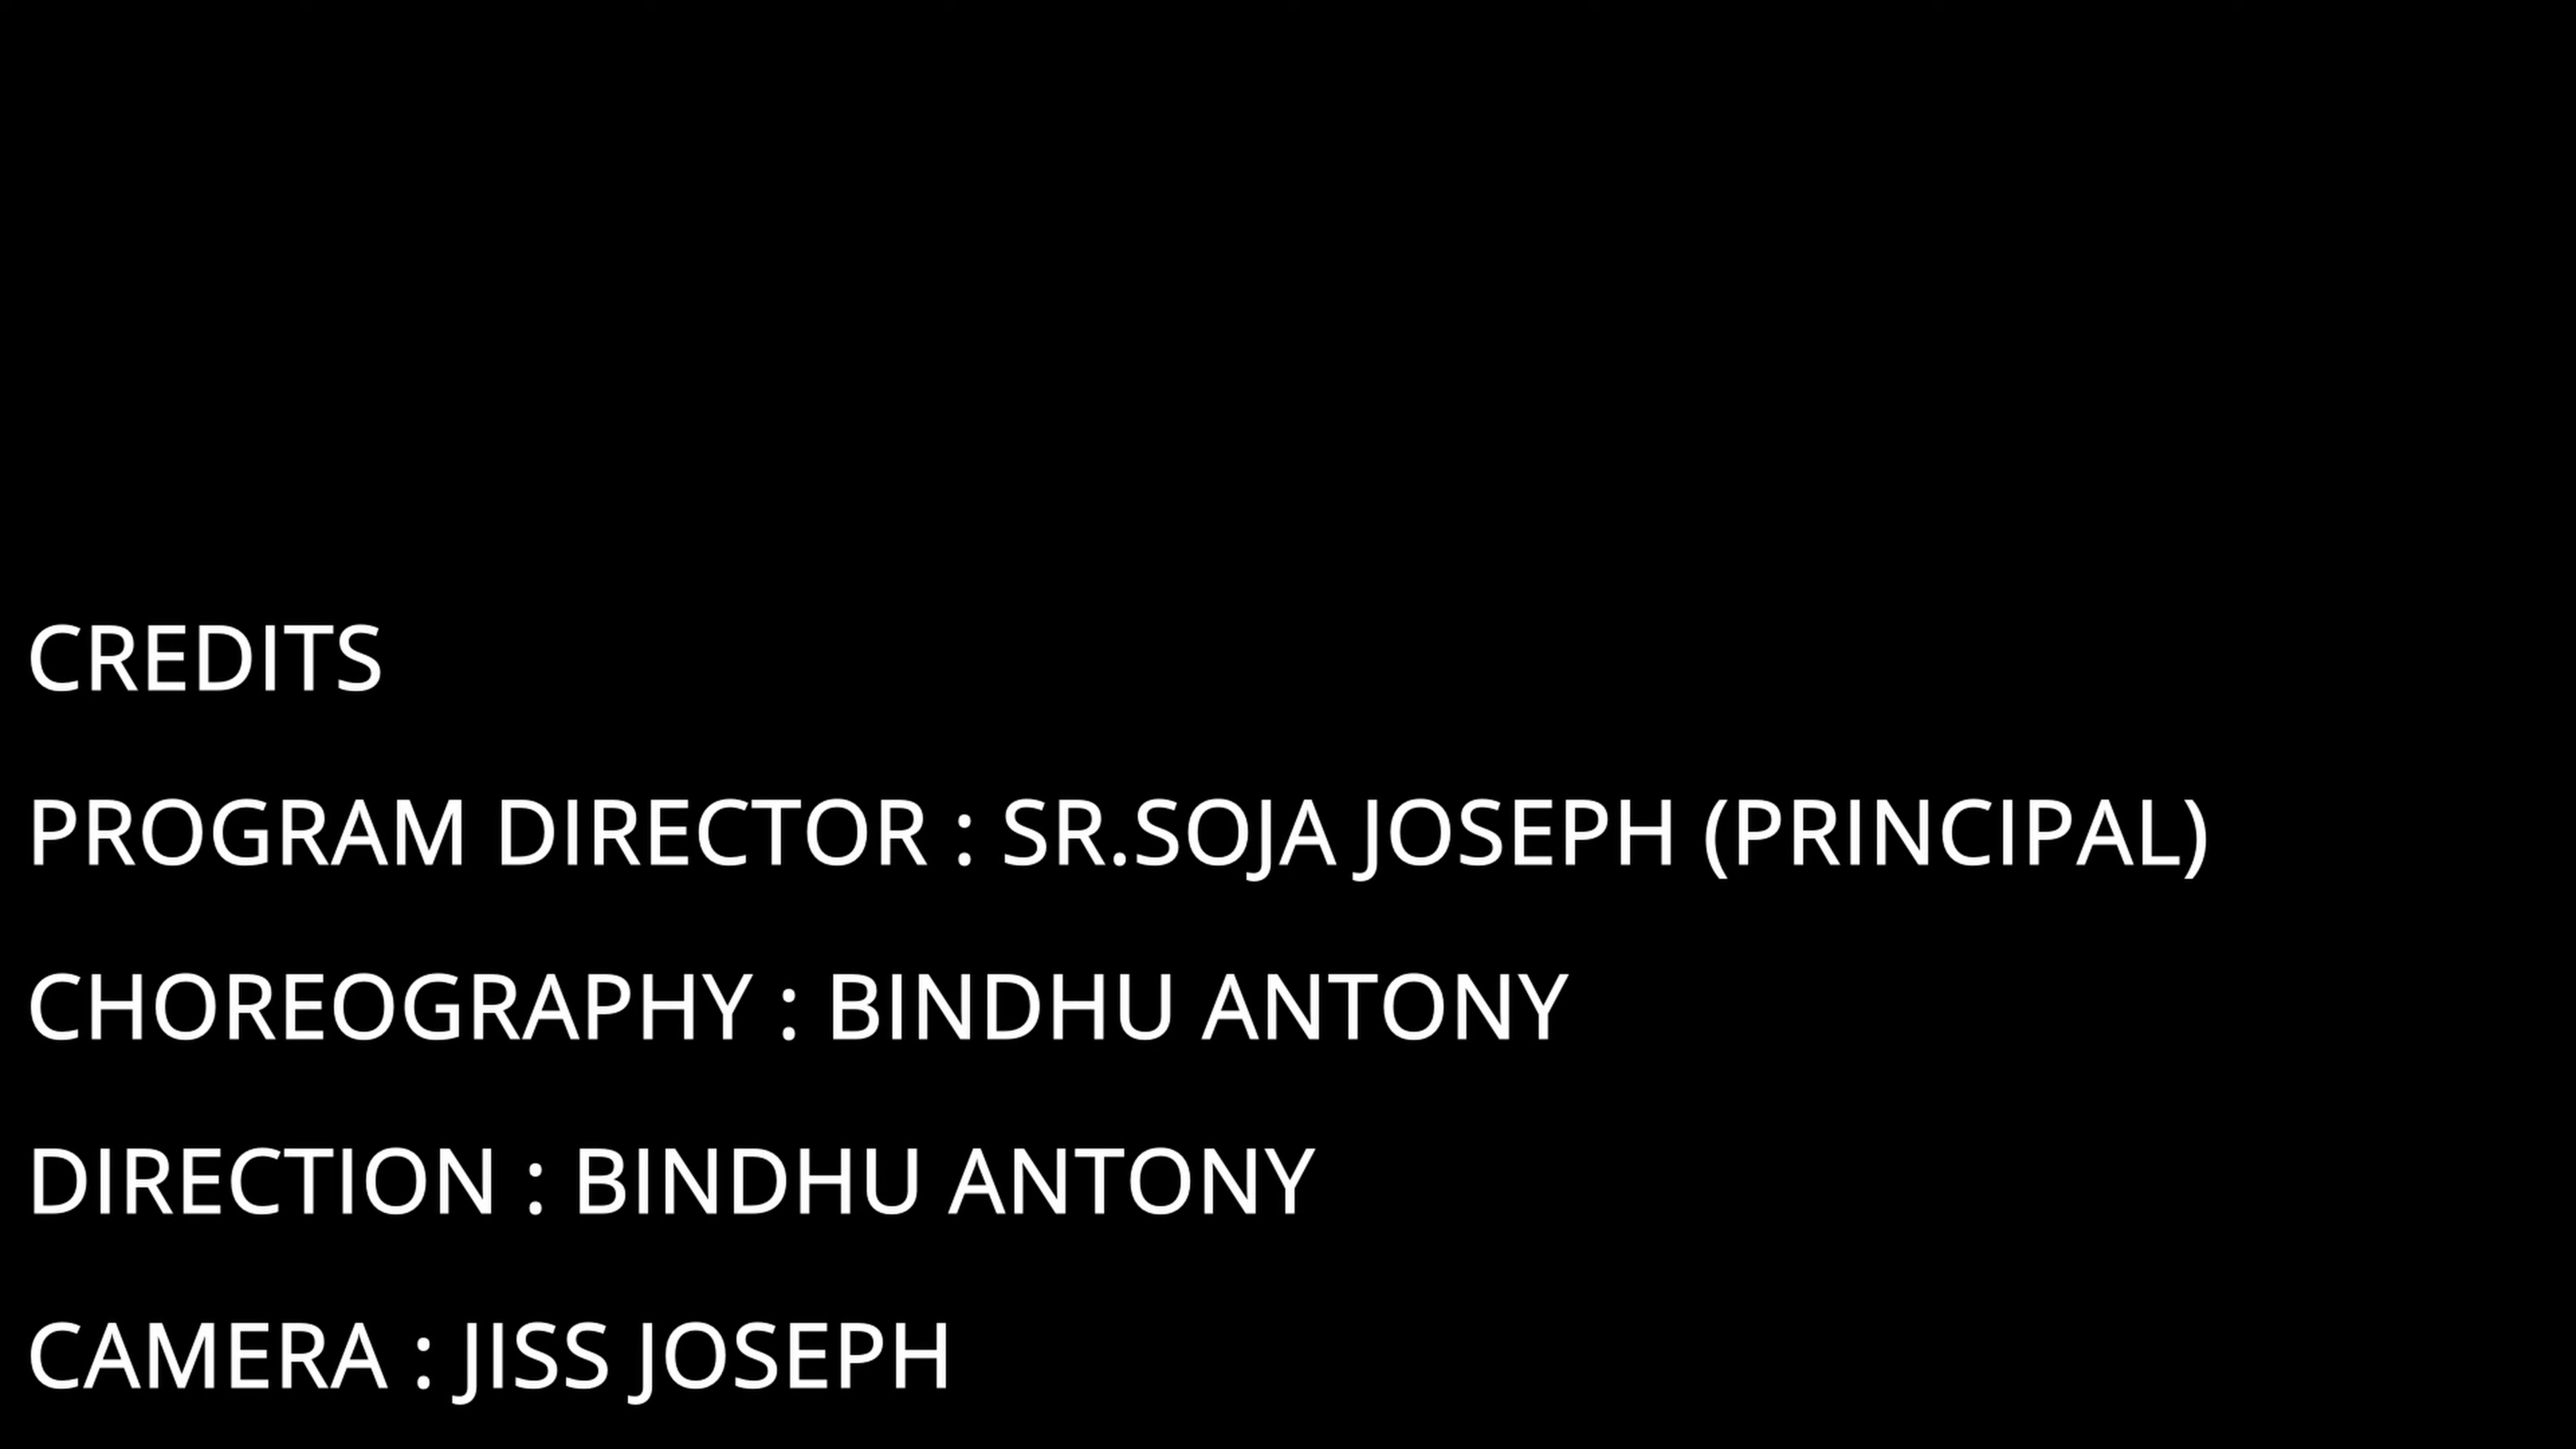 CREDITS
PROGRAM DIRECTOR : SR.SOJA JOSEPH (PRINCIPAL)
CHOREOGRAPHY : BINDHU ANTONY
DIRECTION : BINDHU ANTONY
CAMERA : JISS JOSEPH